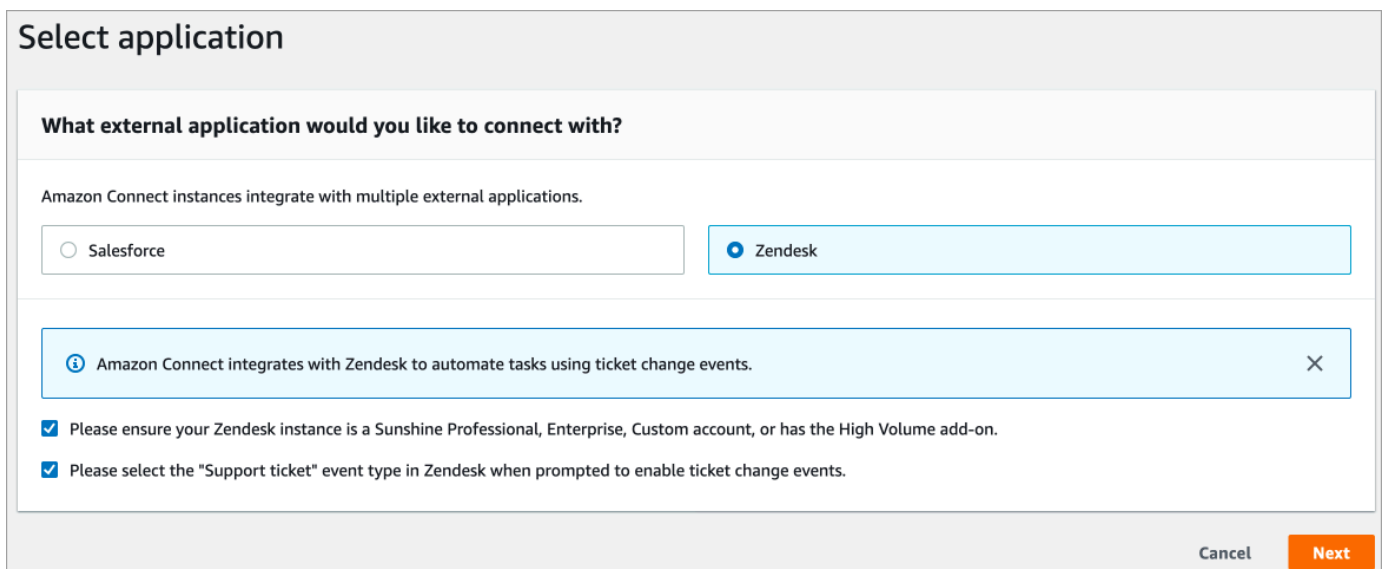 Select application
What external application would you like to connect with?
Amazon Connect instances integrate with multiple external applications.
Salesforce
Zendesk
Amazon Connect integrates with Zendesk to automate tasks using ticket change events.
Please ensure your Zendesk instance is a Sunshine Professional, Enterprise, Custom account, or has the High Volume add-on.
Please select the "Support ticket" event type in Zendesk when prompted to enable ticket change events.
Cancel
Next